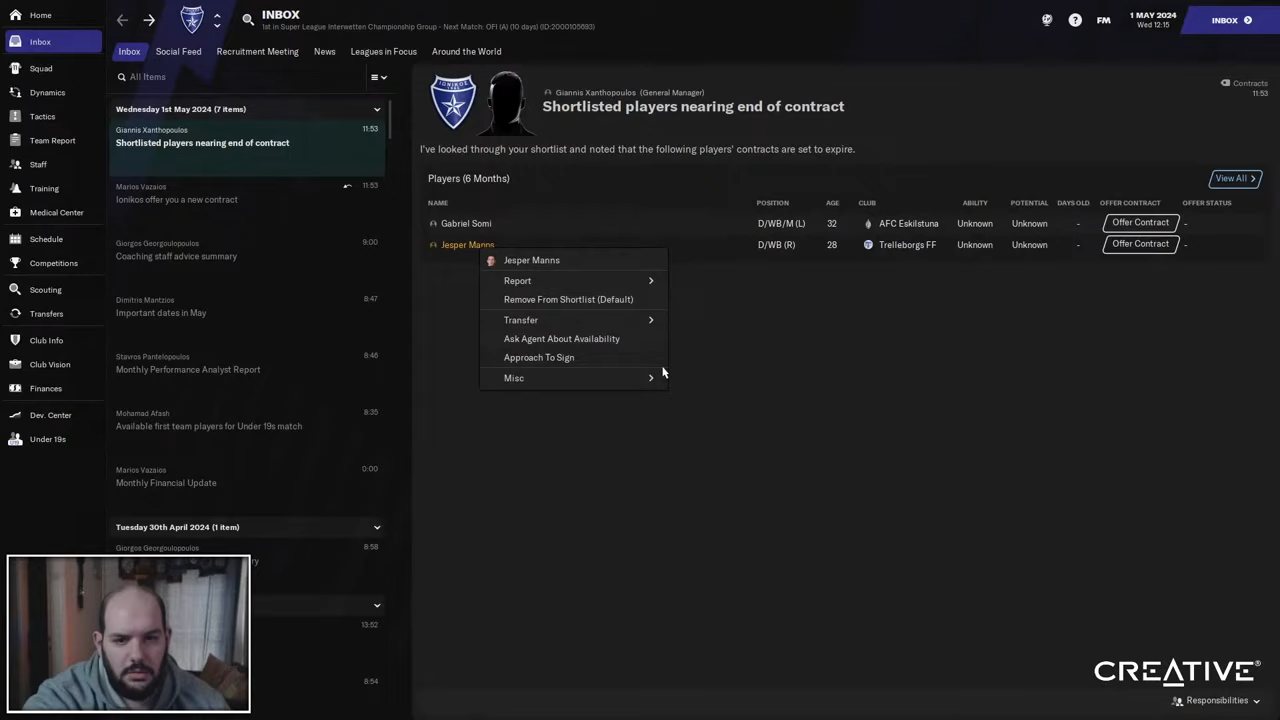 Home
INBOX
1st in Super League Interwetten Championship Group - Next Match: OFI (A) (10 days) (ID:2000105693)
FM
1 MAY 2024
Wed 12:15
INBOX
Inbox
Squad
Dynamics
Tactics
Team Report
Staff
Training
Medical Center
Schedule
Competitions
Scouting
Transfers
Club Info
Club Vision
Finances
Dev. Center
Under 19s
Inbox Social Feed Recruitment Meeting News Leagues in Focus Around the World
All Items
Wednesday 1st May 2024 (7 items)
Giannis Xanthopoulos 11:53
Shortlisted players nearing end of contract
Marios Vazaios 11:53
Ionikos offer you a new contract
Giorgos Georgoulopoulos 9:00
Coaching staff advice summary
Dimitris Mantzios 8:47
Important dates in May
Stavros Pantelopoulos 8:46
Monthly Performance Analyst Report
Mohamad Afash 8:35
Available first team players for Under 19s match
Marios Vazaios 0:00
Monthly Financial Update
Tuesday 30th April 2024 (1 item)
Giorgos Georgoulopoulos 8:58
13:52
8:54
IONIKOS
Giannis Xanthopoulos (General Manager)
Shortlisted players nearing end of contract
Contracts
11:53
I've looked through your shortlist and noted that the following players' contracts are set to expire.
Players (6 Months) View All
NAME POSITION AGE CLUB ABILITY POTENTIAL DAYS OLD OFFER CONTRACT OFFER STATUS
Gabriel Somi D/WB/M (L) 32 AFC Eskilstuna Unknown Unknown - Offer Contract -
Jesper Manns D/WB (R) 28 Trelleborgs FF Unknown Unknown - Offer Contract -
Jesper Manns
Report
Remove From Shortlist (Default)
Transfer
Ask Agent About Availability
Approach To Sign
Misc
CREATIVE®
Responsibilities